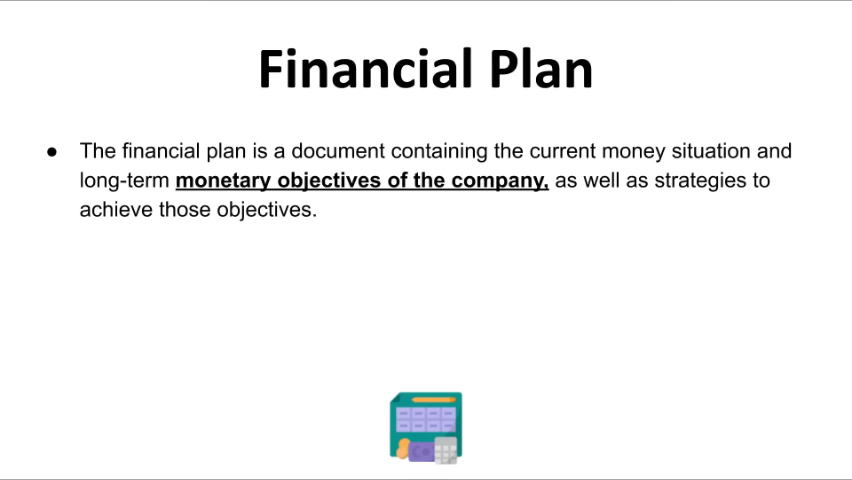 Financial Plan
● The financial plan is a document containing the current money situation and
long-term monetary objectives of the company, as well as strategies to
achieve those objectives.